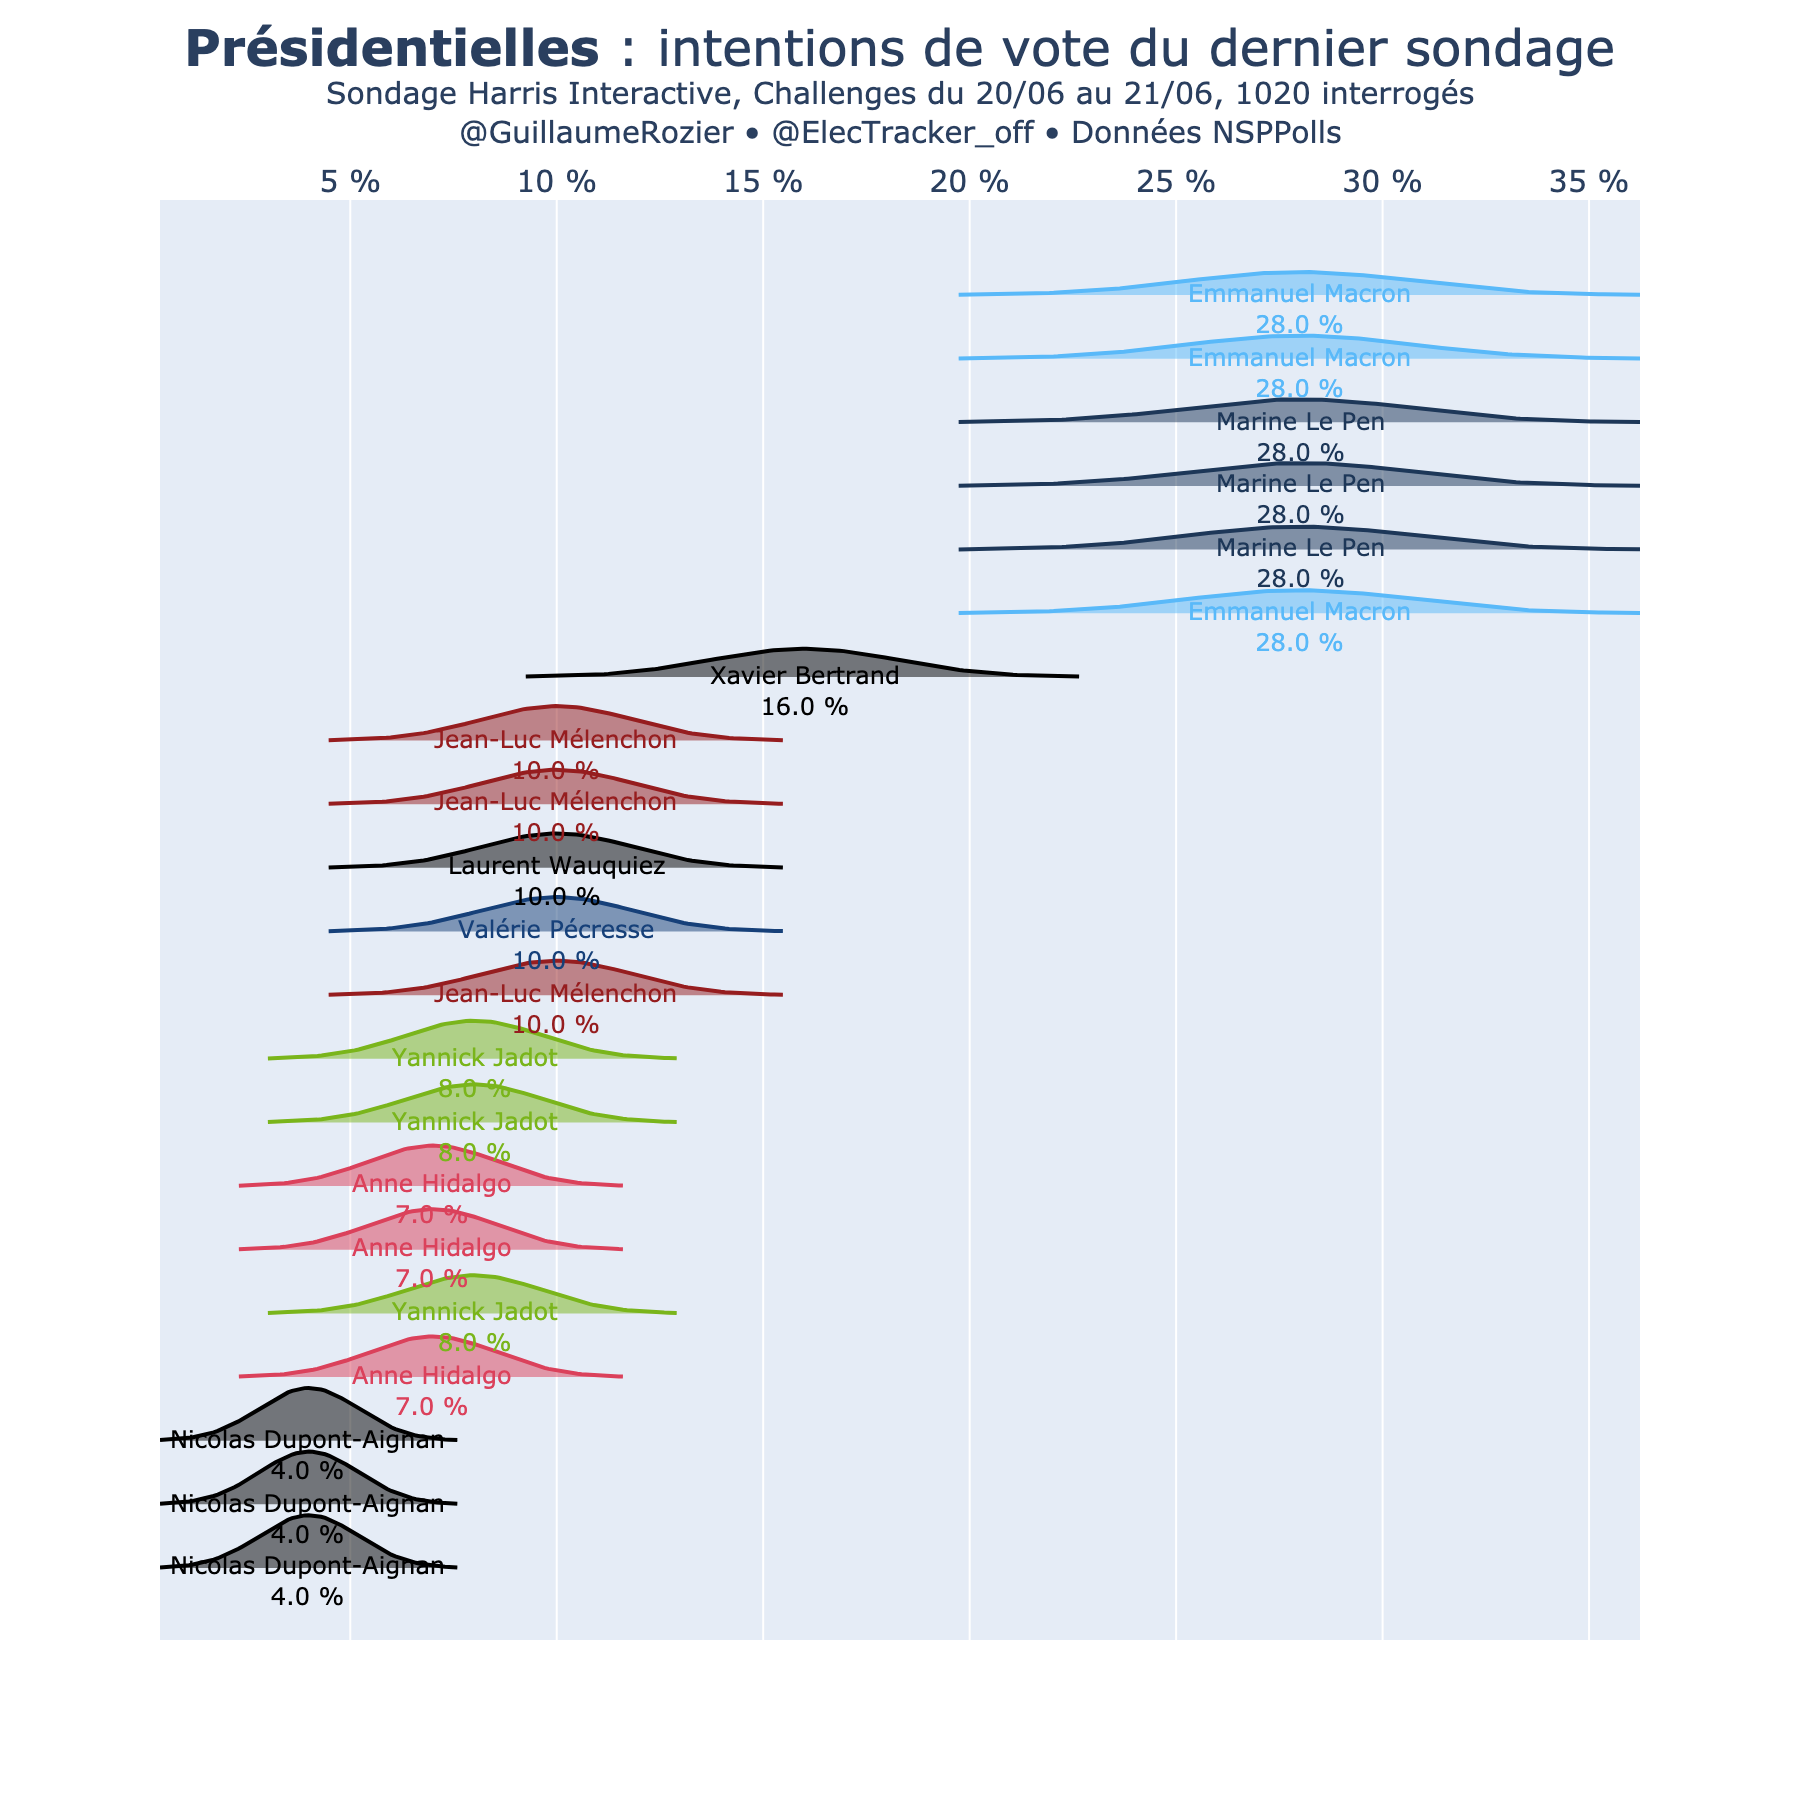 Présidentielles : intentions de vote du dernier sondage
Sondage Harris Interactive, Challenges du 20/06 au 21/06, 1020 interrogés
@GuillaumeRozier • @ElecTracker_off • Données NSPPolls
5 % 10 % 15 % 20 % 25 % 30 % 35 %
Emmanuel Macron
28.0 %
Emmanuel Macron
28.0 %
Marine Le Pen
28.0 %
Marine Le Pen
28.0 %
Marine Le Pen
28.0 %
Emmanuel Macron
28.0 %
Xavier Bertrand
16.0 %
Jean-Luc Mélenchon
10.0 %
Jean-Luc Mélenchon
10.0 %
Laurent Wauquiez
10.0 %
Valérie Pécresse
10.0 %
Jean-Luc Mélenchon
10.0 %
Yannick Jadot
8.0 %
Yannick Jadot
8.0 %
Anne Hidalgo
7.0 %
Anne Hidalgo
7.0 %
Yannick Jadot
8.0 %
Anne Hidalgo
7.0 %
Nicolas Dupont-Aignan
4.0 %
Nicolas Dupont-Aignan
4.0 %
Nicolas Dupont-Aignan
4.0 %